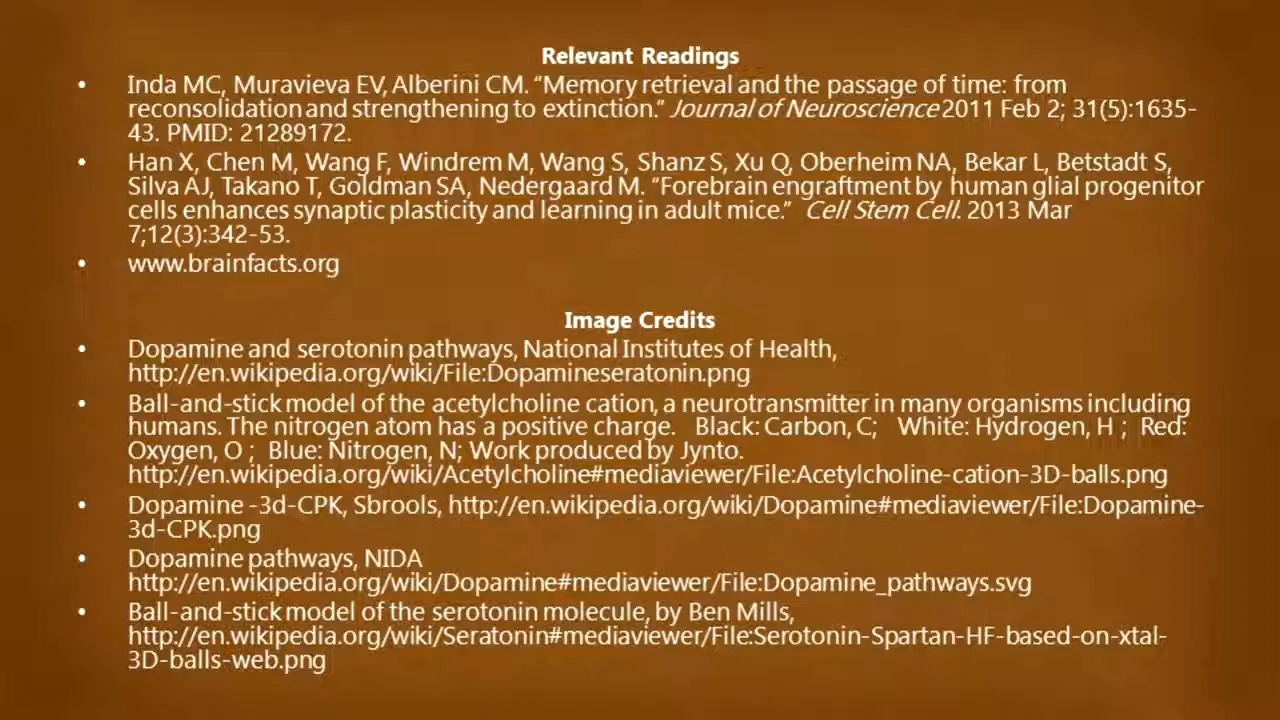 Relevant Readings
• Inda MC, Muravieva EV, Alberini CM. “Memory retrieval and the passage of time: from
reconsolidation and strengthening to extinction.” Journal of Neuroscience 2011 Feb 2; 31(5):1635-
43. PMID: 21289172.
• Han X, Chen M, Wang F, Windrem M, Wang S, Shanz S, Xu Q, Oberheim NA, Bekar L, Betstadt S,
Silva AJ, Takano T, Goldman SA, Nedergaard M. “Forebrain engraftment by human glial progenitor
cells enhances synaptic plasticity and learning in adult mice.” Cell Stem Cell. 2013 Mar
7;12(3):342-53.
• www.brainfacts.org
Image Credits
• Dopamine and serotonin pathways, National Institutes of Health,
http://en.wikipedia.org/wiki/File:Dopamineseratonin.png
• Ball-and-stick model of the acetylcholine cation, a neurotransmitter in many organisms including
humans. The nitrogen atom has a positive charge. Black: Carbon, C; White: Hydrogen, H ; Red:
Oxygen, O ; Blue: Nitrogen, N; Work produced by Jynto.
http://en.wikipedia.org/wiki/Acetylcholine#mediaviewer/File:Acetylcholine-cation-3D-balls.png
• Dopamine -3d-CPK, Sbrools, http://en.wikipedia.org/wiki/Dopamine#mediaviewer/File:Dopamine-
3d-CPK.png
• Dopamine pathways, NIDA
http://en.wikipedia.org/wiki/Dopamine#mediaviewer/File:Dopamine_pathways.svg
• Ball-and-stick model of the serotonin molecule, by Ben Mills,
http://en.wikipedia.org/wiki/Seratonin#mediaviewer/File:Serotonin-Spartan-HF-based-on-xtal-
3D-balls-web.png